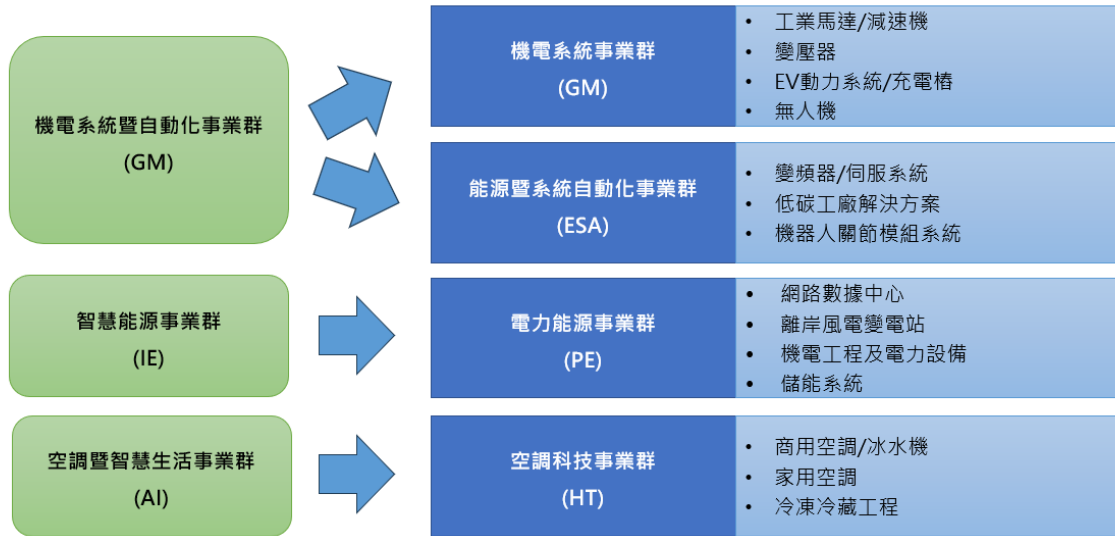 機電系統暨自動化事業群
(GM)
機電系統事業群
(GM)
• 工業馬達/減速機
• 變壓器
• EV動力系統/充電樁
• 無人機
能源暨系統自動化事業群
(ESA)
• 變頻器/伺服系統
• 低碳工廠解決方案
• 機器人關節模組系統
智慧能源事業群
(IE)
電力能源事業群
(PE)
• 網路數據中心
• 離岸風電變電站
• 機電工程及電力設備
• 儲能系統
空調暨智慧生活事業群
(AI)
空調科技事業群
(HT)
• 商用空調/冰水機
• 家用空調
• 冷凍冷藏工程